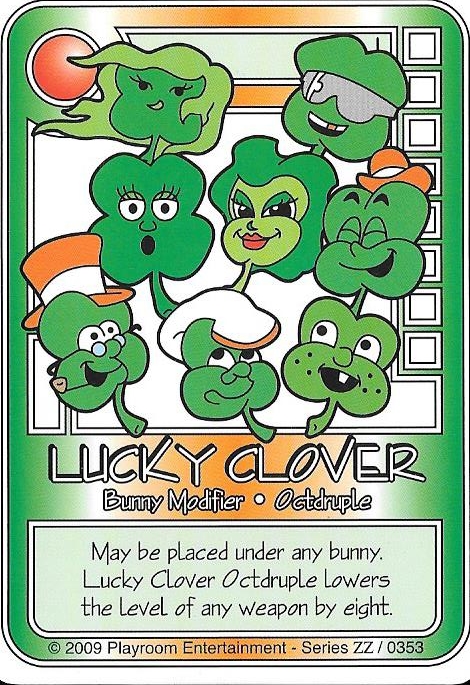 LUCKY CLOVER
Bunny Modifier • Octdruple
May be placed under any bunny.
Lucky Clover Octdruple lowers
the level of any weapon by eight.
© 2009 Playroom Entertainment - Series ZZ / 0353